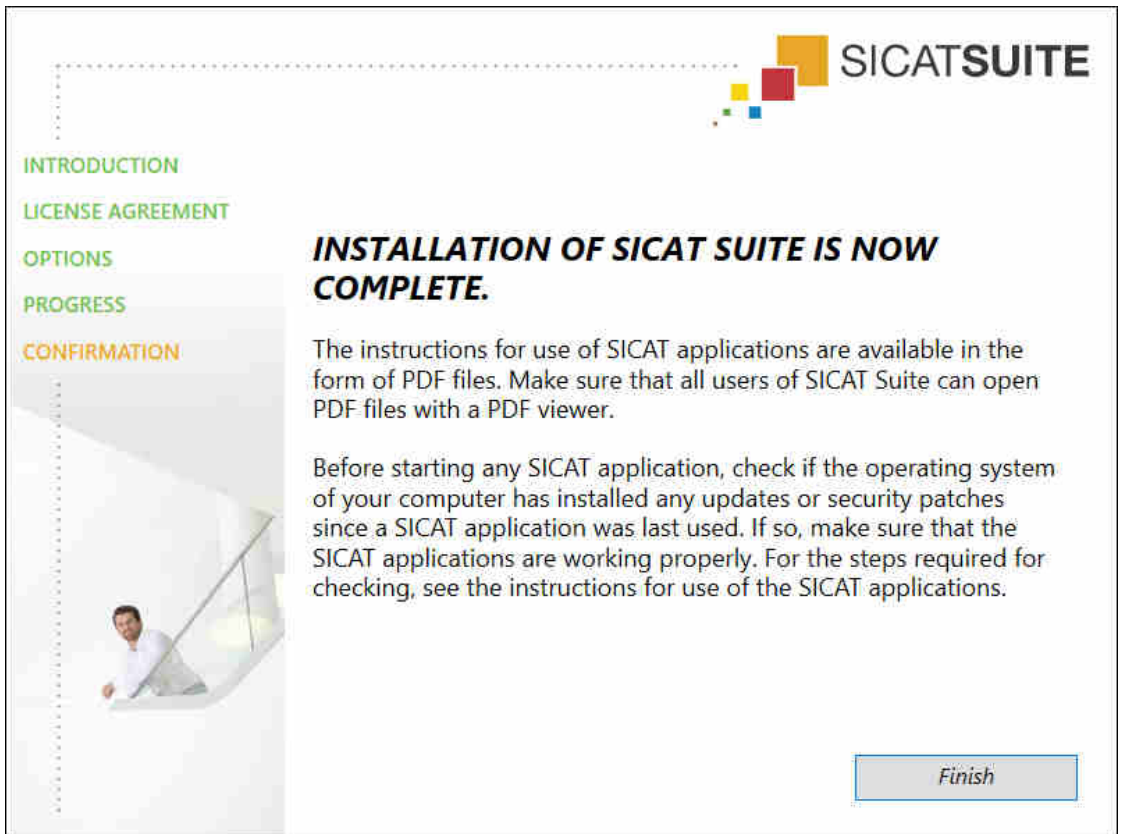 SICATSUITE
INTRODUCTION
LICENSE AGREEMENT
OPTIONS
PROGRESS
CONFIRMATION
INSTALLATION OF SICAT SUITE IS NOW
COMPLETE.
The instructions for use of SICAT applications are available in the
form of PDF files. Make sure that all users of SICAT Suite can open
PDF files with a PDF viewer.
Before starting any SICAT application, check if the operating system
of your computer has installed any updates or security patches
since a SICAT application was last used. If so, make sure that the
SICAT applications are working properly. For the steps required for
checking, see the instructions for use of the SICAT applications.
Finish